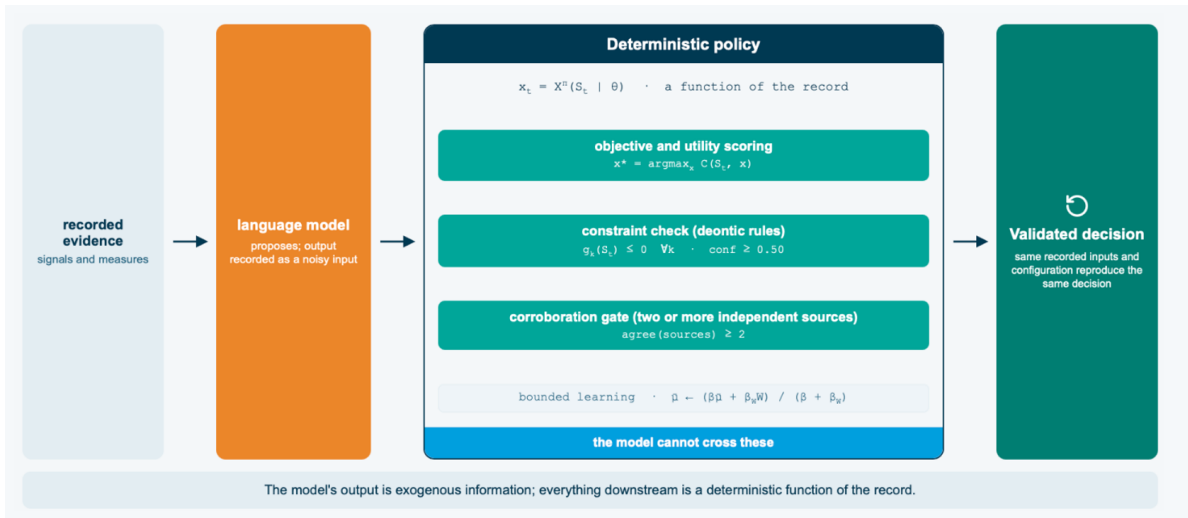 recorded
evidence
signals and measures
language model
proposes; output
recorded as a noisy input
Deterministic policy
xₜ = Xᵖ(Sₜ | θ) · a function of the record
objective and utility scoring
x* = argmaxₓ C(Sₜ, x)
constraint check (deontic rules)
gₖ(Sₜ) ≤ 0 ∀k · conf ≥ 0.50
corroboration gate (two or more independent sources)
agree(sources) ≥ 2
bounded learning · μ̄ ← (βμ̄ + β_W W) / (β + β_W)
the model cannot cross these
Validated decision
same recorded inputs and
configuration reproduce the
same decision
The model's output is exogenous information; everything downstream is a deterministic function of the record.